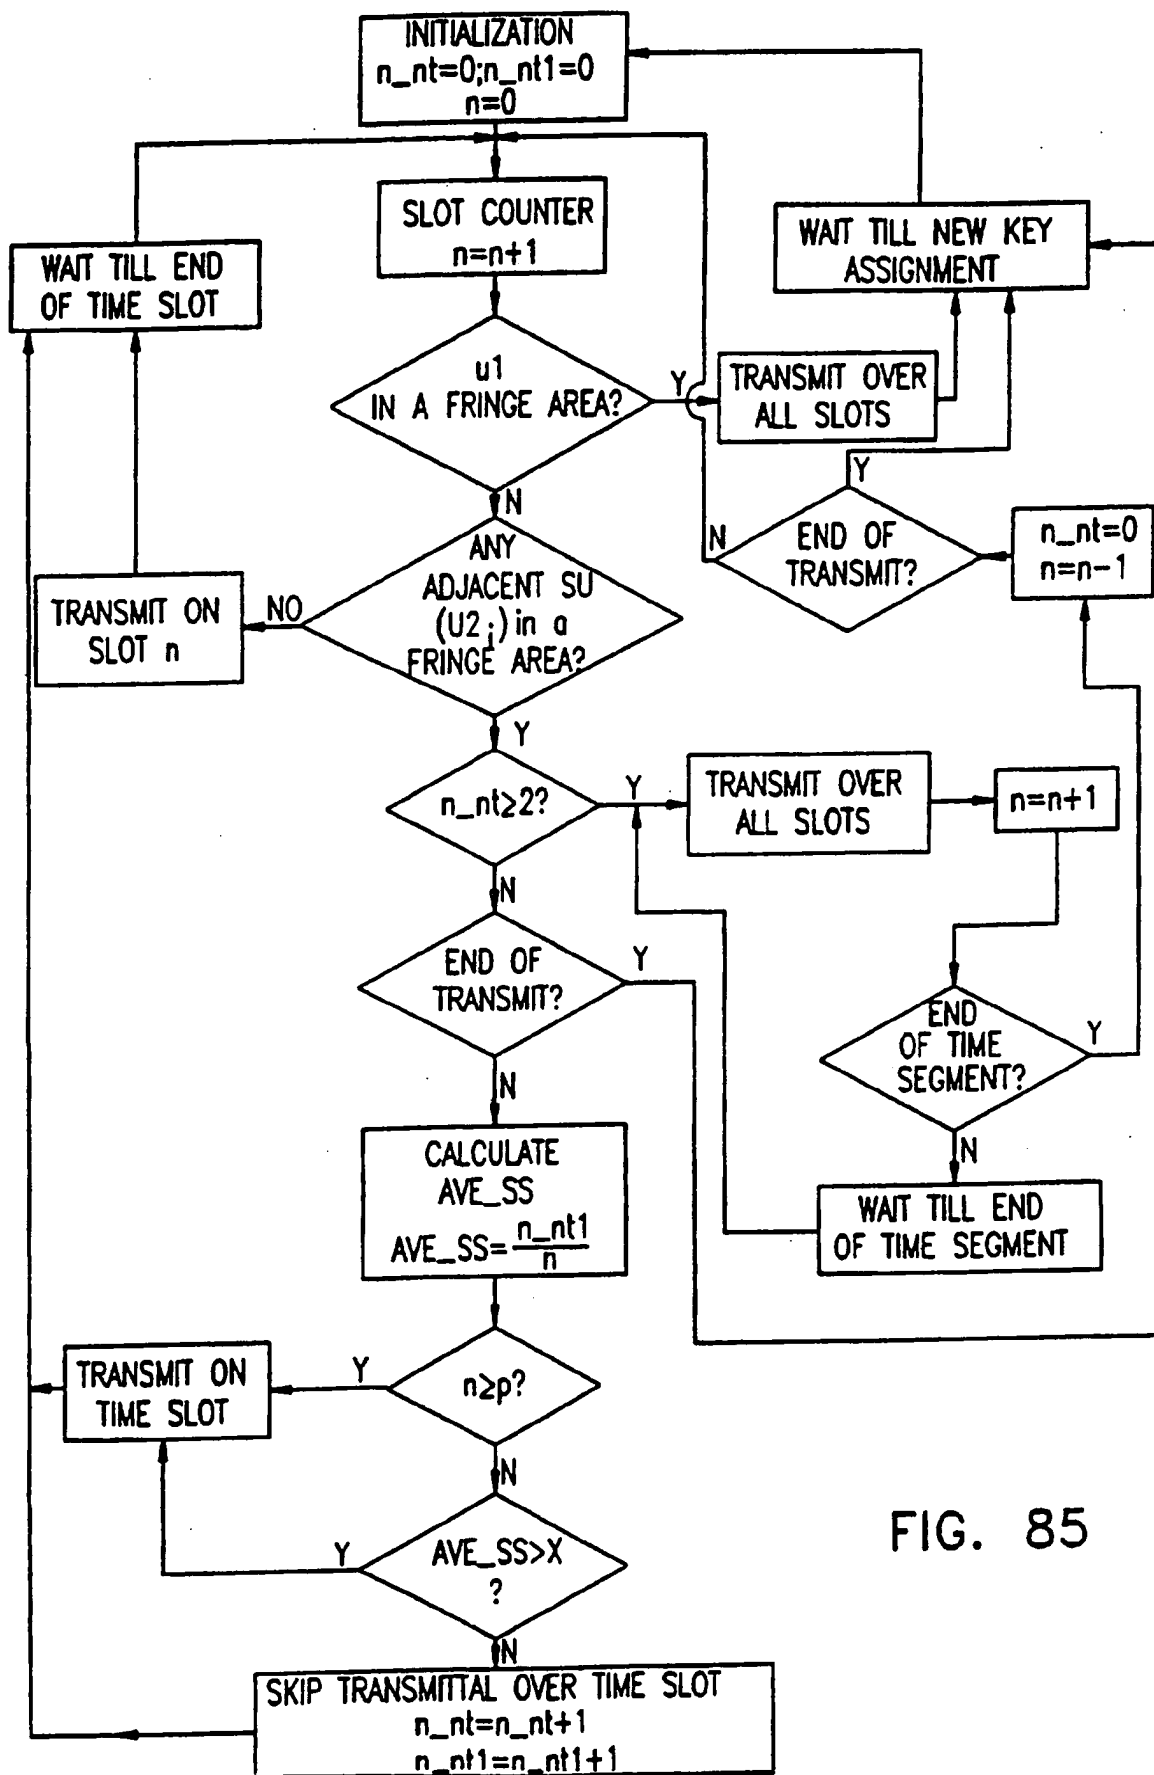 INITIALIZATION
n_nt=0;n_nt1=0
n=0
SLOT COUNTER
n=n+1
WAIT TILL NEW KEY
ASSIGNMENT
WAIT TILL END
OF TIME SLOT
u1
IN A FRINGE AREA?
Y
TRANSMIT OVER
ALL SLOTS
N
Y
N
END OF
TRANSMIT?
n_nt=0
n=n-1
ANY
ADJACENT SU
(U2i) in a
FRINGE AREA?
NO
TRANSMIT ON
SLOT n
Y
n_nt≥2?
Y
TRANSMIT OVER
ALL SLOTS
n=n+1
N
END OF
TRANSMIT?
Y
END
OF TIME
SEGMENT?
Y
N
N
WAIT TILL END
OF TIME SEGMENT
CALCULATE
AVE_SS
AVE_SS=n_nt1/n
n≥p?
Y
TRANSMIT ON
TIME SLOT
N
AVE_SS>X
?
Y
N
SKIP TRANSMITTAL OVER TIME SLOT
n_nt=n_nt+1
n_nt1=n_nt1+1
FIG. 85